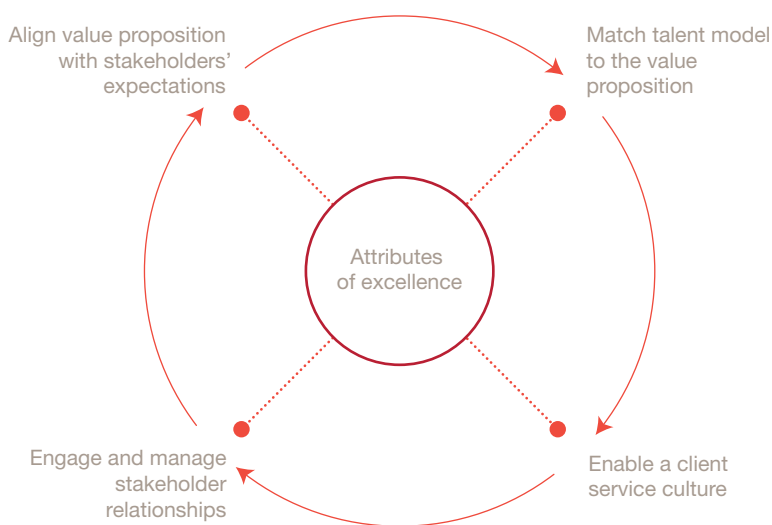 Align value proposition
with stakeholders’
expectations
Match talent model
to the value
proposition
Attributes
of excellence
Engage and manage
stakeholder
relationships
Enable a client
service culture